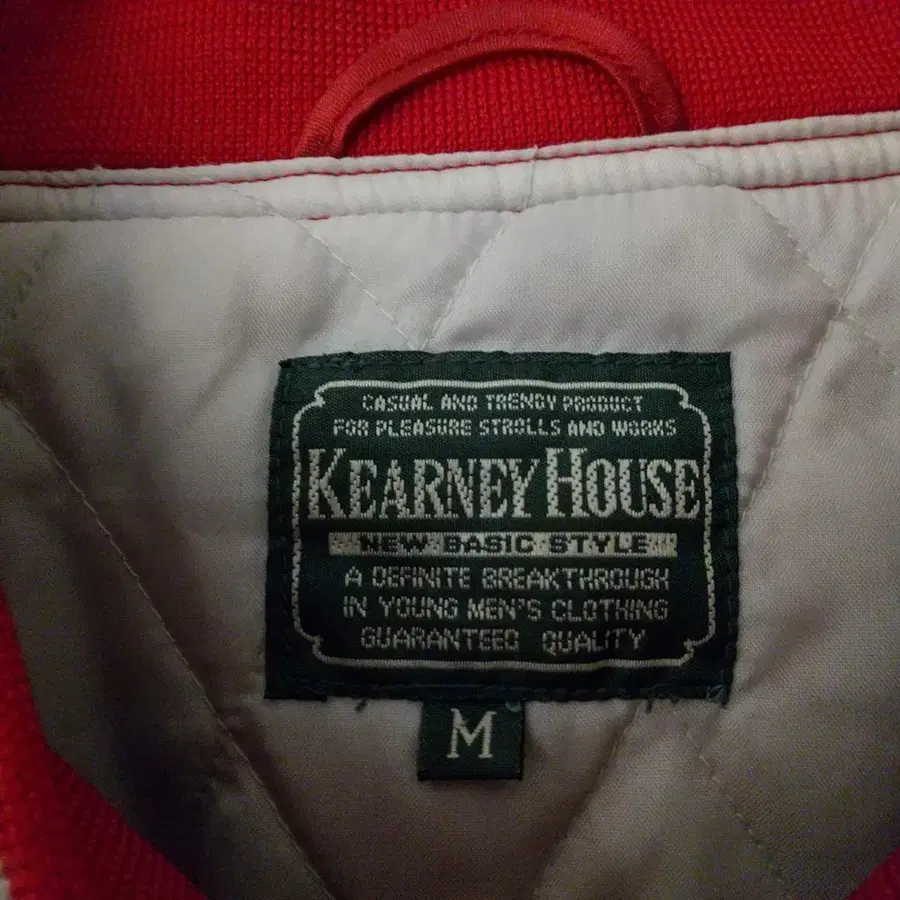 CASUAL AND TRENDY PRODUCT
FOR PLEASURE STROLLS AND WORKS
KEARNEY HOUSE
NEW BASIC STYLE
A DEFINITE BREAKTHROUGH
IN YOUNG MEN'S CLOTHING
GUARANTEED QUALITY
M